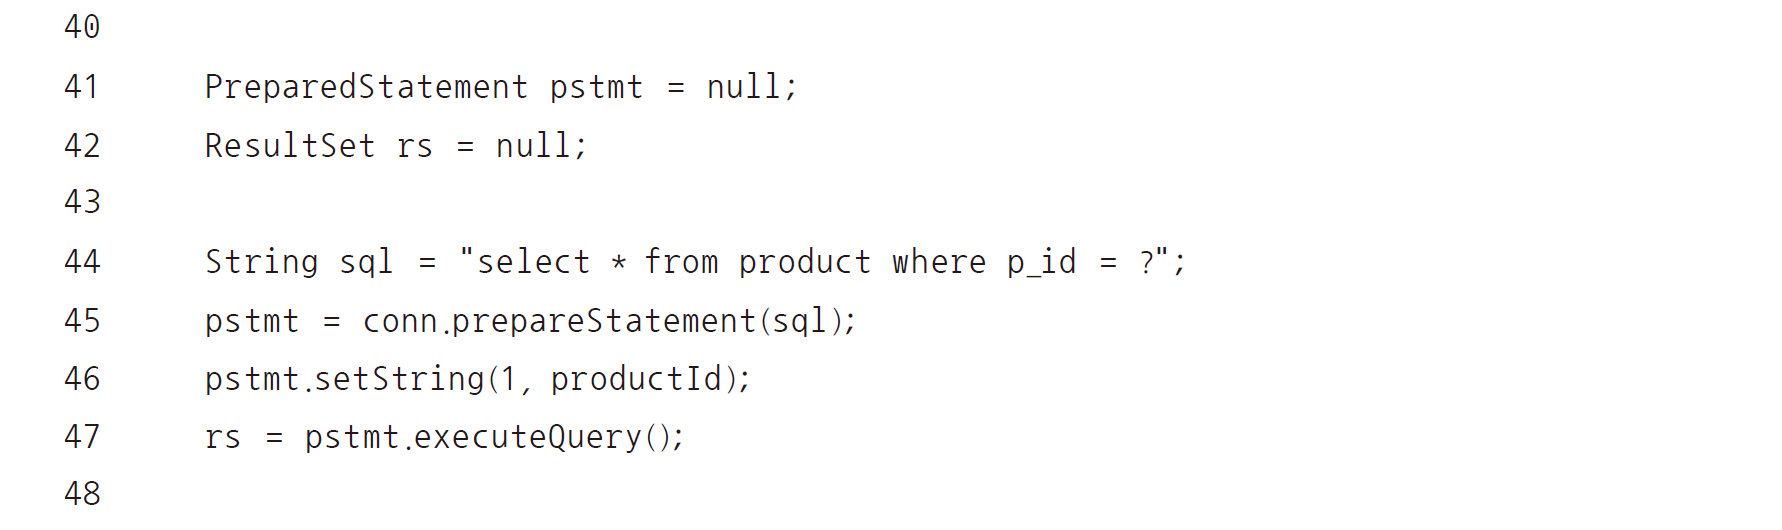 40
41 PreparedStatement pstmt = null;
42 ResultSet rs = null;
43
44 String sql = "select * from product where p_id = ?";
45 pstmt = conn.prepareStatement(sql);
46 pstmt.setString(1, productId);
47 rs = pstmt.executeQuery();
48